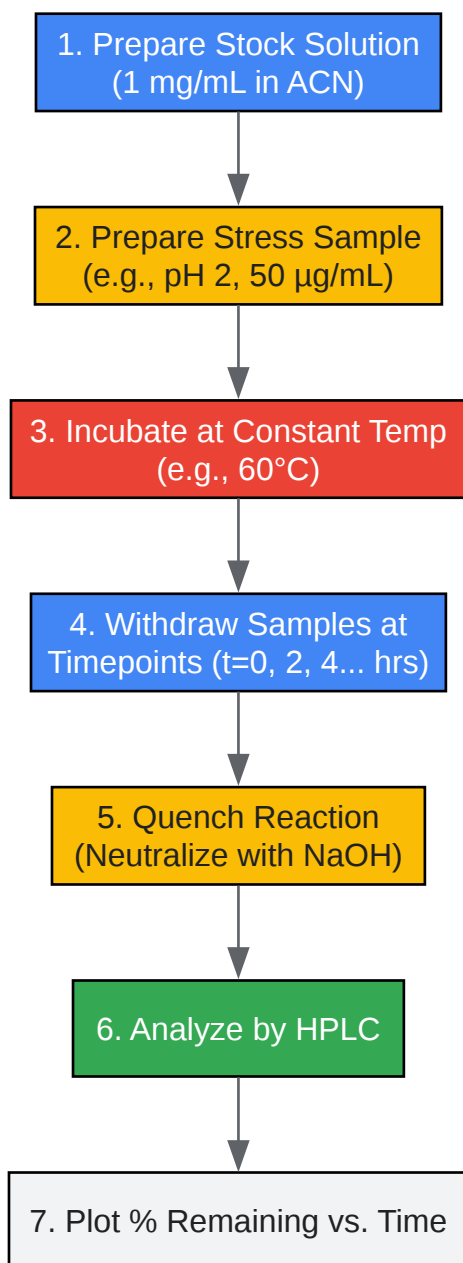 1. Prepare Stock Solution
(1 mg/mL in ACN)
2. Prepare Stress Sample
(e.g., pH 2, 50 µg/mL)
3. Incubate at Constant Temp
(e.g., 60°C)
4. Withdraw Samples at
Timepoints (t=0, 2, 4... hrs)
5. Quench Reaction
(Neutralize with NaOH)
6. Analyze by HPLC
7. Plot % Remaining vs. Time